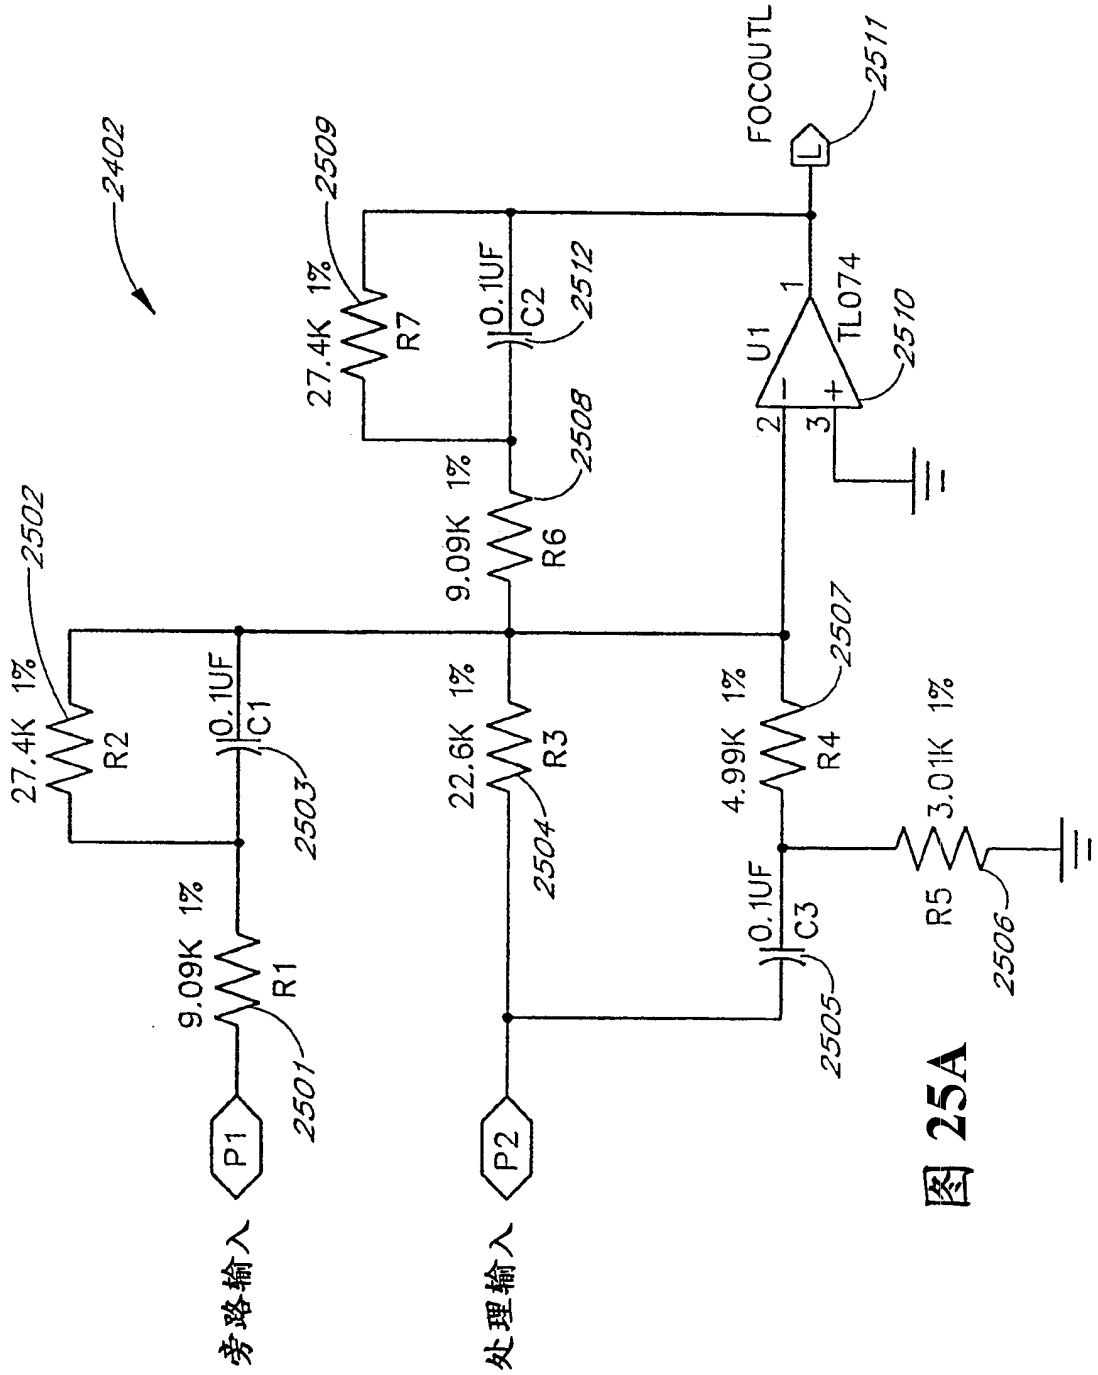 2402
27.4K 1%
2502
R2
0.1UF
C1
2503
9.09K 1%
R1
2501
P1
旁路输入
27.4K 1%
2509
R7
0.1UF
C2
2512
9.09K 1%
2508
R6
22.6K 1%
R3
2504
P2
处理输入
4.99K 1%
2507
R4
0.1UF
C3
2505
3.01K 1%
R5
2506
2
3
1
U1
TL074
2510
L
FOCOUTL
2511
图 25A